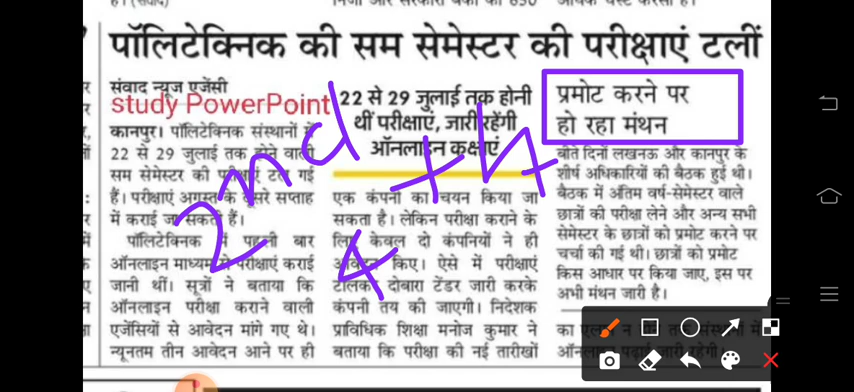 पॉलिटेक्निक की सम सेमेस्टर की परीक्षाएं टलीं
संवाद न्यूज एजेंसी
study PowerPoint
कानपुर। पॉलिटेक्निक संस्थानों में
22 से 29 जुलाई तक होने वाली
सम सेमेस्टर की परीक्षाएं टल गई
हैं। परीक्षाएं अगस्त के दूसरे सप्ताह
में कराई जा सकती हैं।
पॉलिटेक्निक में पहली बार
ऑनलाइन माध्यम से परीक्षाएं कराई
जानी थीं। सूत्रों ने बताया कि
ऑनलाइन परीक्षा कराने वाली
एजेंसियों से आवेदन मांगे गए थे।
न्यूनतम तीन आवेदन आने पर ही
22 से 29 जुलाई तक होनी
थीं परीक्षाएं, जारी रहेंगी
ऑनलाइन कक्षाएं
एक कंपनी का चयन किया जा
सकता है। लेकिन परीक्षा कराने के
लिए केवल दो कंपनियों ने ही
आवेदन किए। ऐसे में परीक्षाएं
टालकर दोबारा टेंडर जारी करके
कंपनी तय की जाएगी। निदेशक
प्राविधिक शिक्षा मनोज कुमार ने
बताया कि परीक्षा की नई तारीखों
प्रमोट करने पर
हो रहा मंथन
बीते दिनों लखनऊ और कानपुर के
शीर्ष अधिकारियों की बैठक हुई थी।
बैठक में अंतिम वर्ष-सेमेस्टर वाले
छात्रों की परीक्षा लेने और अन्य सभी
सेमेस्टर के छात्रों को प्रमोट करने पर
चर्चा की गई थी। छात्रों को प्रमोट
किस आधार पर किया जाए, इस पर
अभी मंथन जारी है।
2nd
4
+4